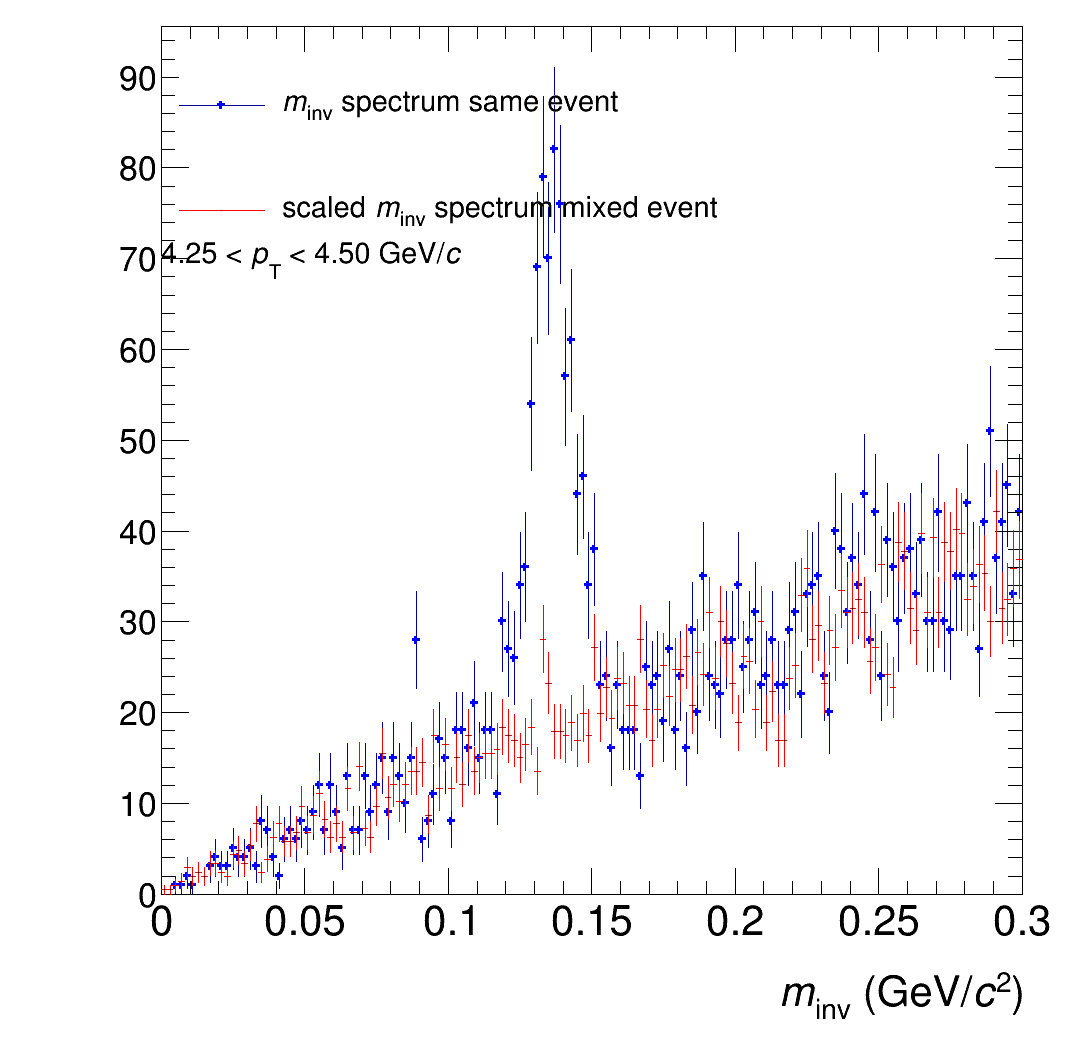 90
m_inv spectrum same event
80
scaled m_inv spectrum mixed event
4.25 < p_T < 4.50 GeV/c
70
60
50
40
30
20
10
0
0 0.05 0.1 0.15 0.2 0.25 0.3
m_inv (GeV/c²)